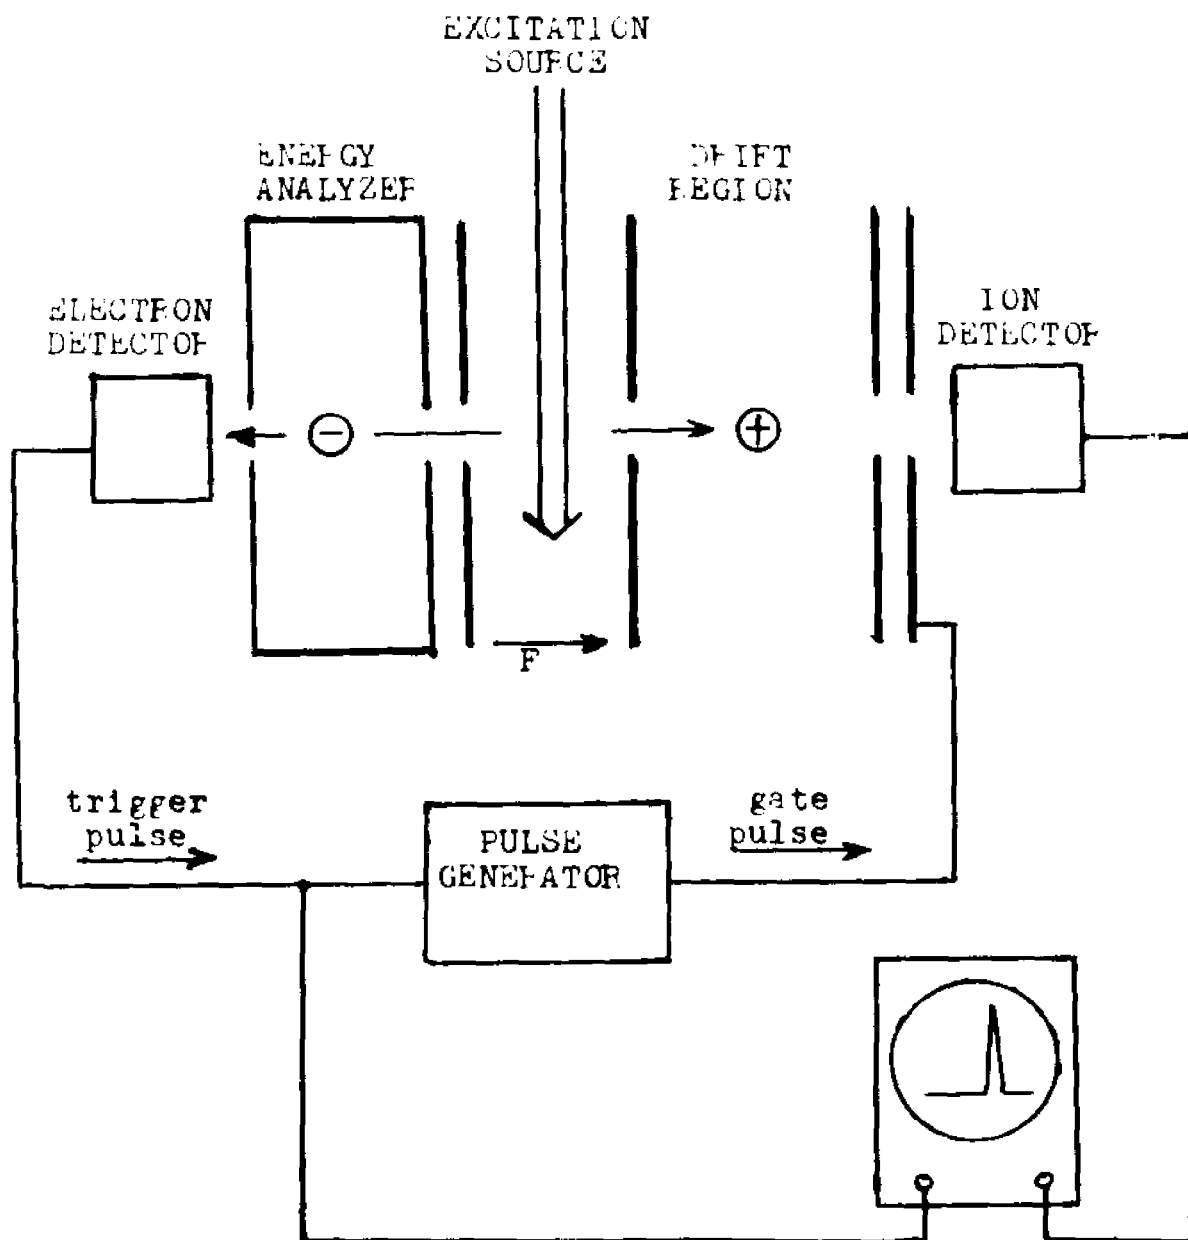 EXCITATION
SOURCE
ENERGY
ANALYZER
DRIFT
REGION
ELECTRON
DETECTOR
ION
DETECTOR
−
+
F
trigger
pulse
PULSE
GENERATOR
gate
pulse